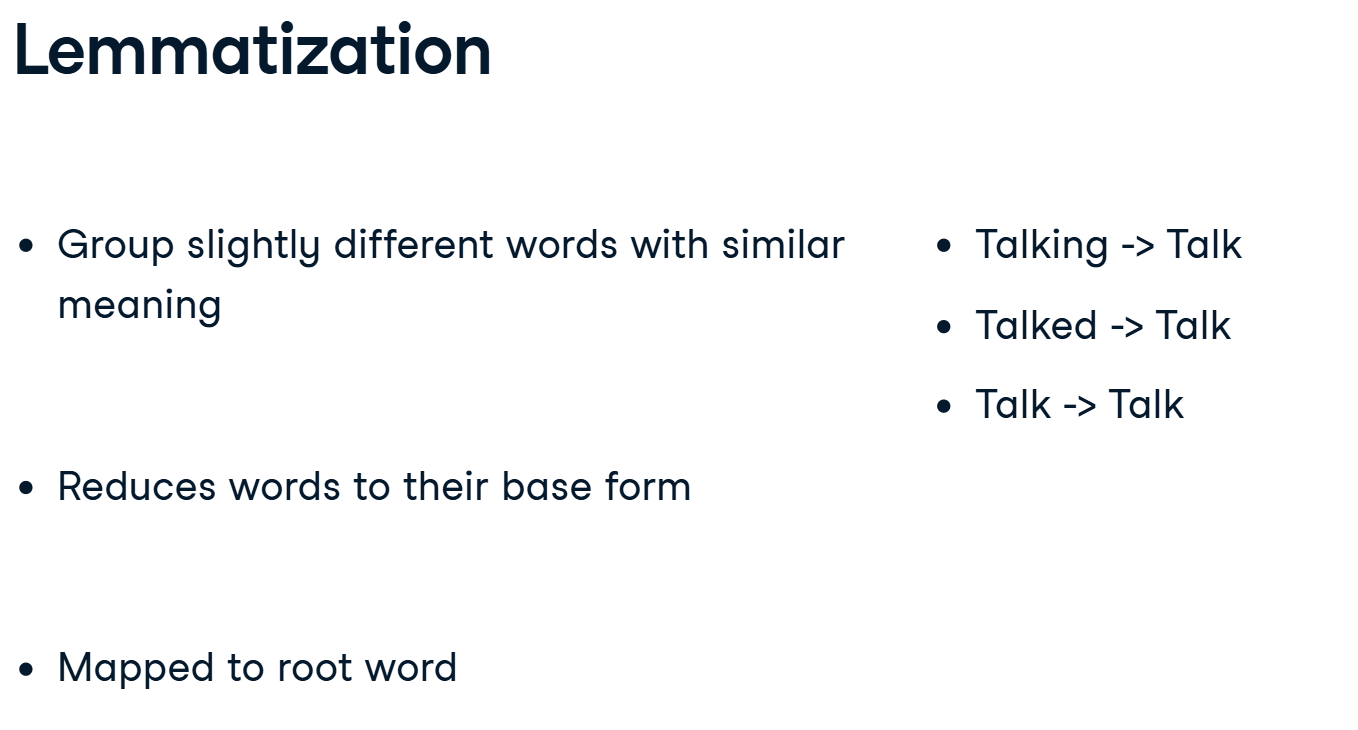 Lemmatization
• Group slightly different words with similar
meaning
• Reduces words to their base form
• Mapped to root word
• Talking -> Talk
• Talked -> Talk
• Talk -> Talk